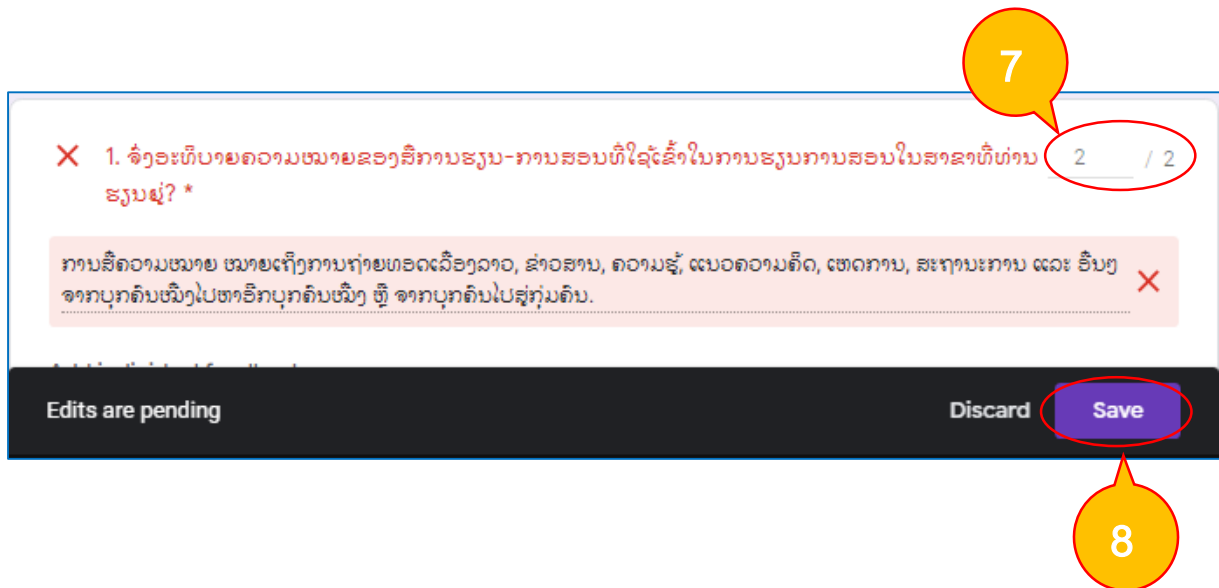 7
1. ຈົ່ງອະທິບາຍຄວາມໝາຍຂອງສື່ການຮຽນ-ການສອນທີ່ໃຊ້ເຂົ້າໃນການຮຽນການສອນໃນສາຂາທີ່ທ່ານ 2 / 2
ຮຽນຢູ່? *
ການສື່ຄວາມໝາຍ ໝາຍເຖິງການຖ່າຍທອດເລື່ອງລາວ, ຂ່າວສານ, ຄວາມຮູ້, ແນວຄວາມຄິດ, ເຫດການ, ສະຖານະການ ແລະ ອື່ນໆ
ຈາກບຸກຄົນໜຶ່ງໄປຫາອີກບຸກຄົນໜຶ່ງ ຫຼື ຈາກບຸກຄົນໄປສູ່ກຸ່ມຄົນ.
Edits are pending Discard Save
8